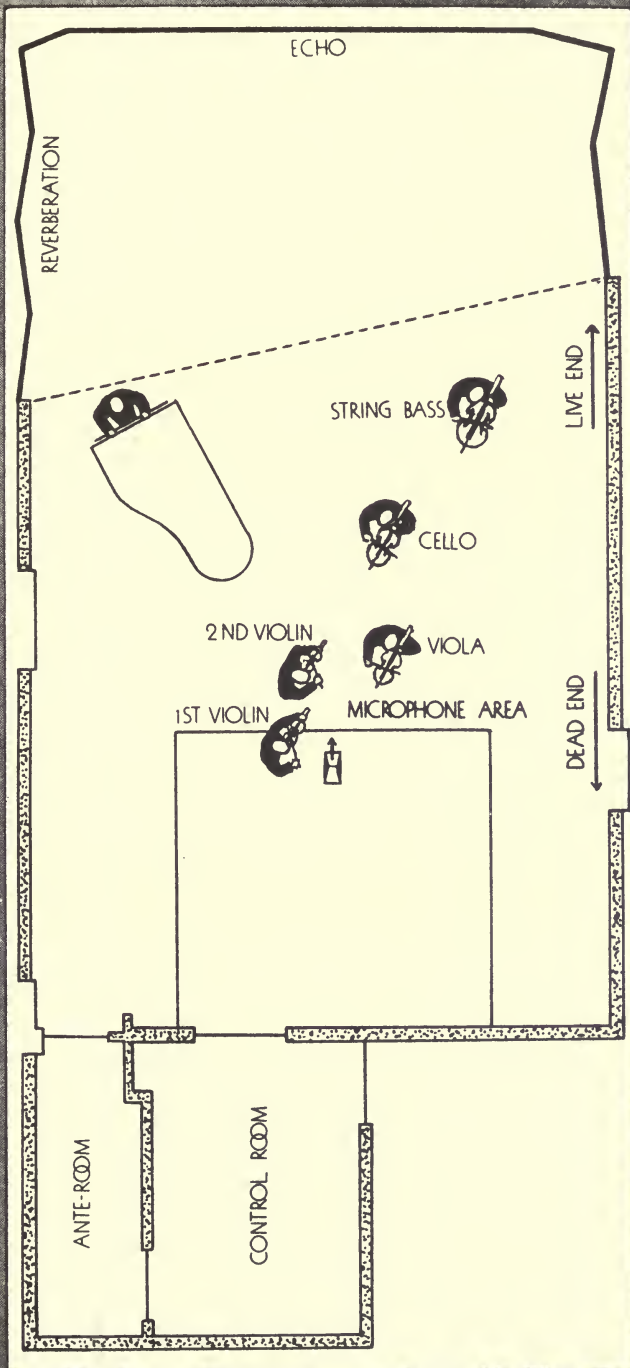 ECHO
REVERBERATION
LIVE END
STRING BASS
CELLO
2ND VIOLIN
VIOLA
1ST VIOLIN
MICROPHONE AREA
DEAD END
ANTE-ROOM
CONTROL ROOM